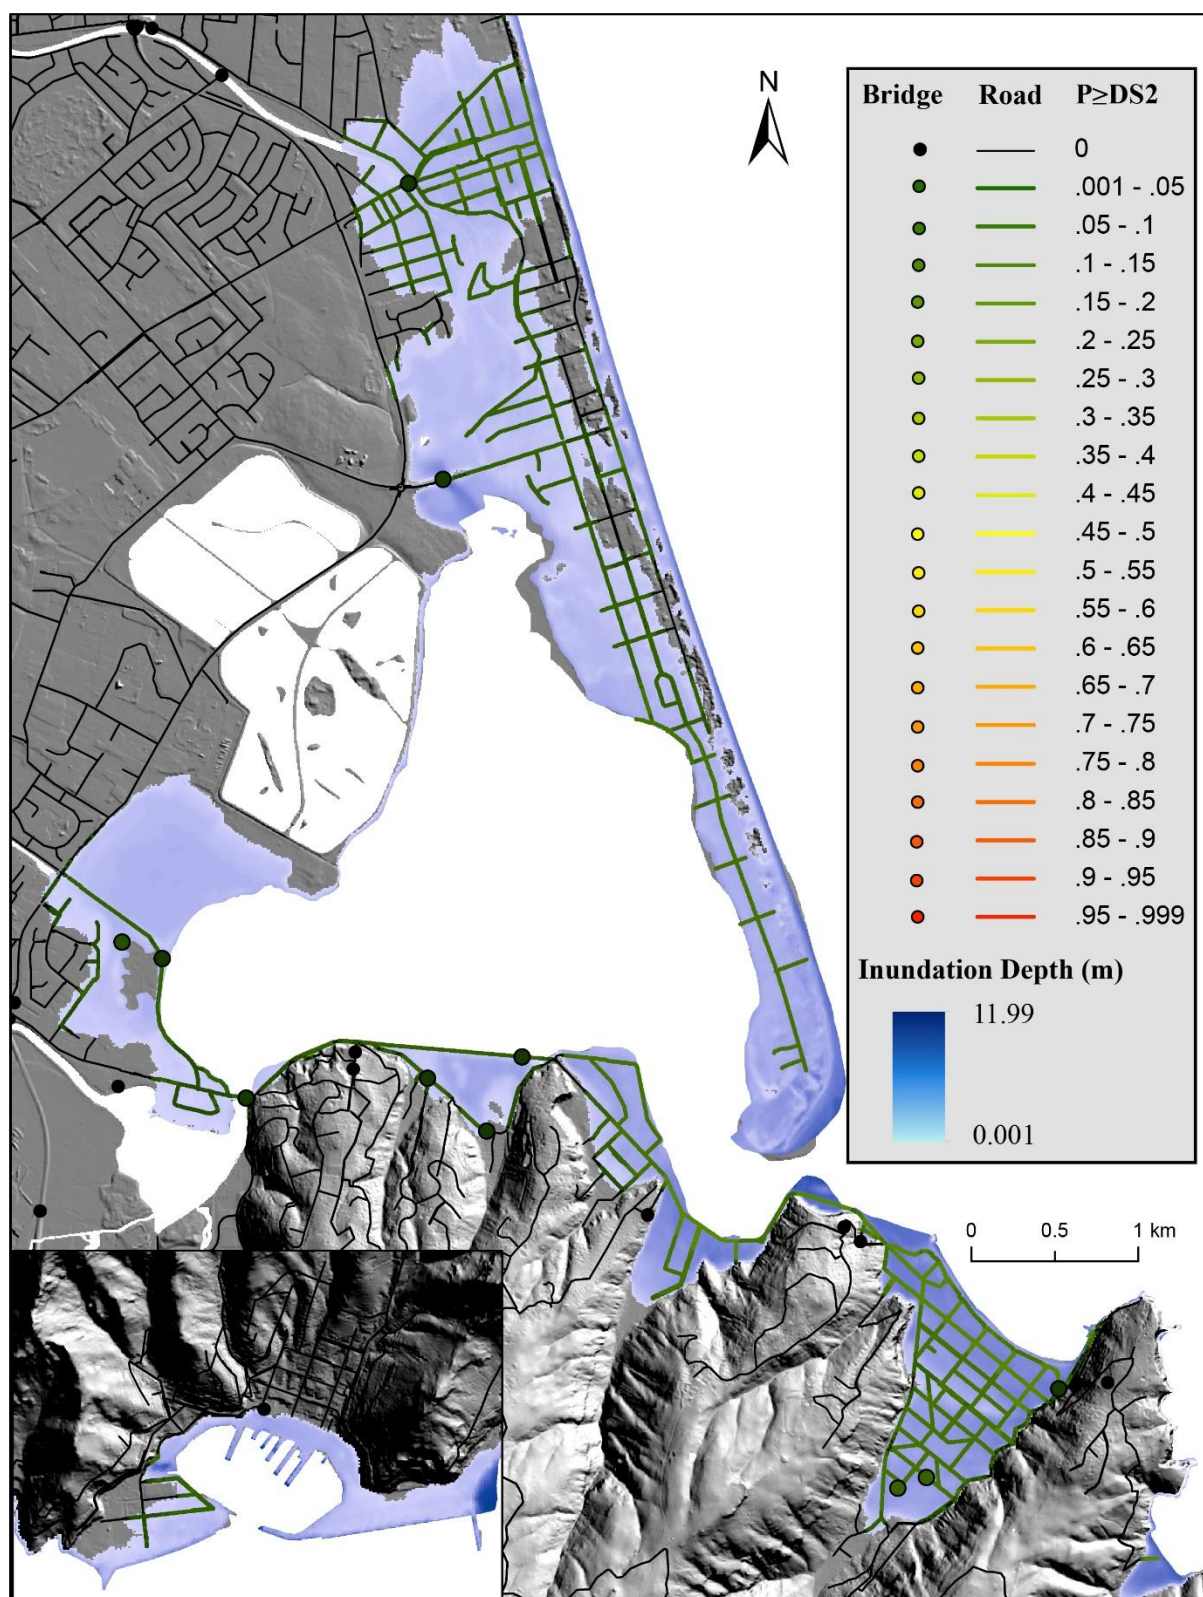 N
Bridge Road P≥DS2
0
.001 - .05
.05 - .1
.1 - .15
.15 - .2
.2 - .25
.25 - .3
.3 - .35
.35 - .4
.4 - .45
.45 - .5
.5 - .55
.55 - .6
.6 - .65
.65 - .7
.7 - .75
.75 - .8
.8 - .85
.85 - .9
.9 - .95
.95 - .999
Inundation Depth (m)
11.99
0.001
0 0.5 1 km